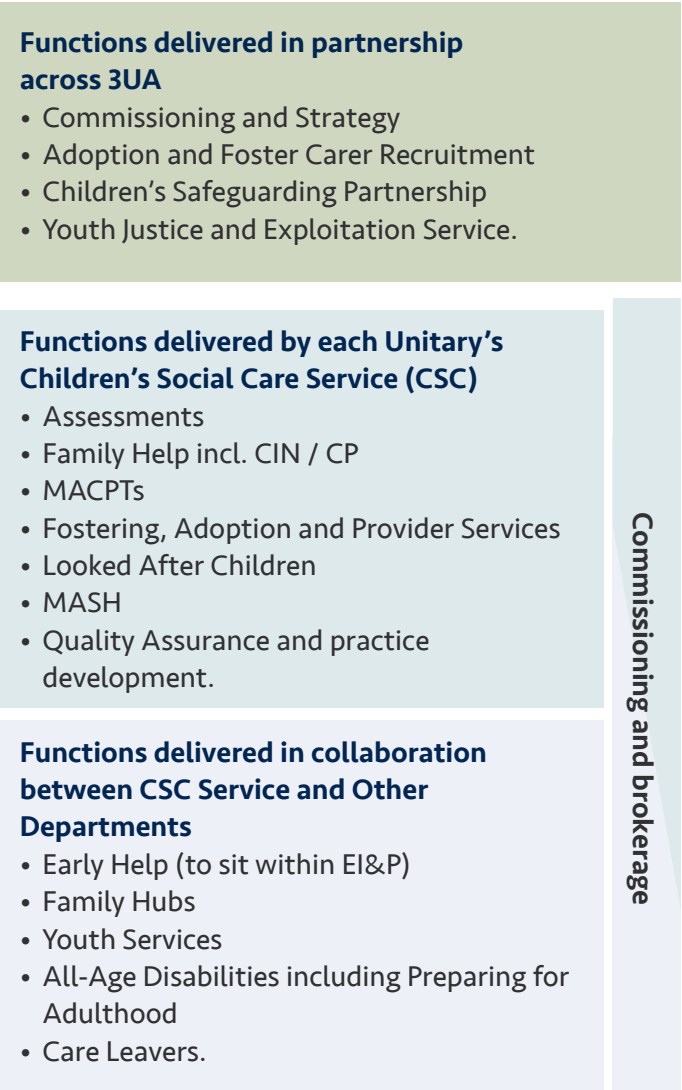 Functions delivered in partnership
across 3UA
• Commissioning and Strategy
• Adoption and Foster Carer Recruitment
• Children’s Safeguarding Partnership
• Youth Justice and Exploitation Service.
Functions delivered by each Unitary’s
Children’s Social Care Service (CSC)
• Assessments
• Family Help incl. CIN / CP
• MACPTs
• Fostering, Adoption and Provider Services
• Looked After Children
• MASH
• Quality Assurance and practice
development.
Functions delivered in collaboration
between CSC Service and Other
Departments
• Early Help (to sit within EI&P)
• Family Hubs
• Youth Services
• All-Age Disabilities including Preparing for
Adulthood
• Care Leavers.
Commissioning and brokerage